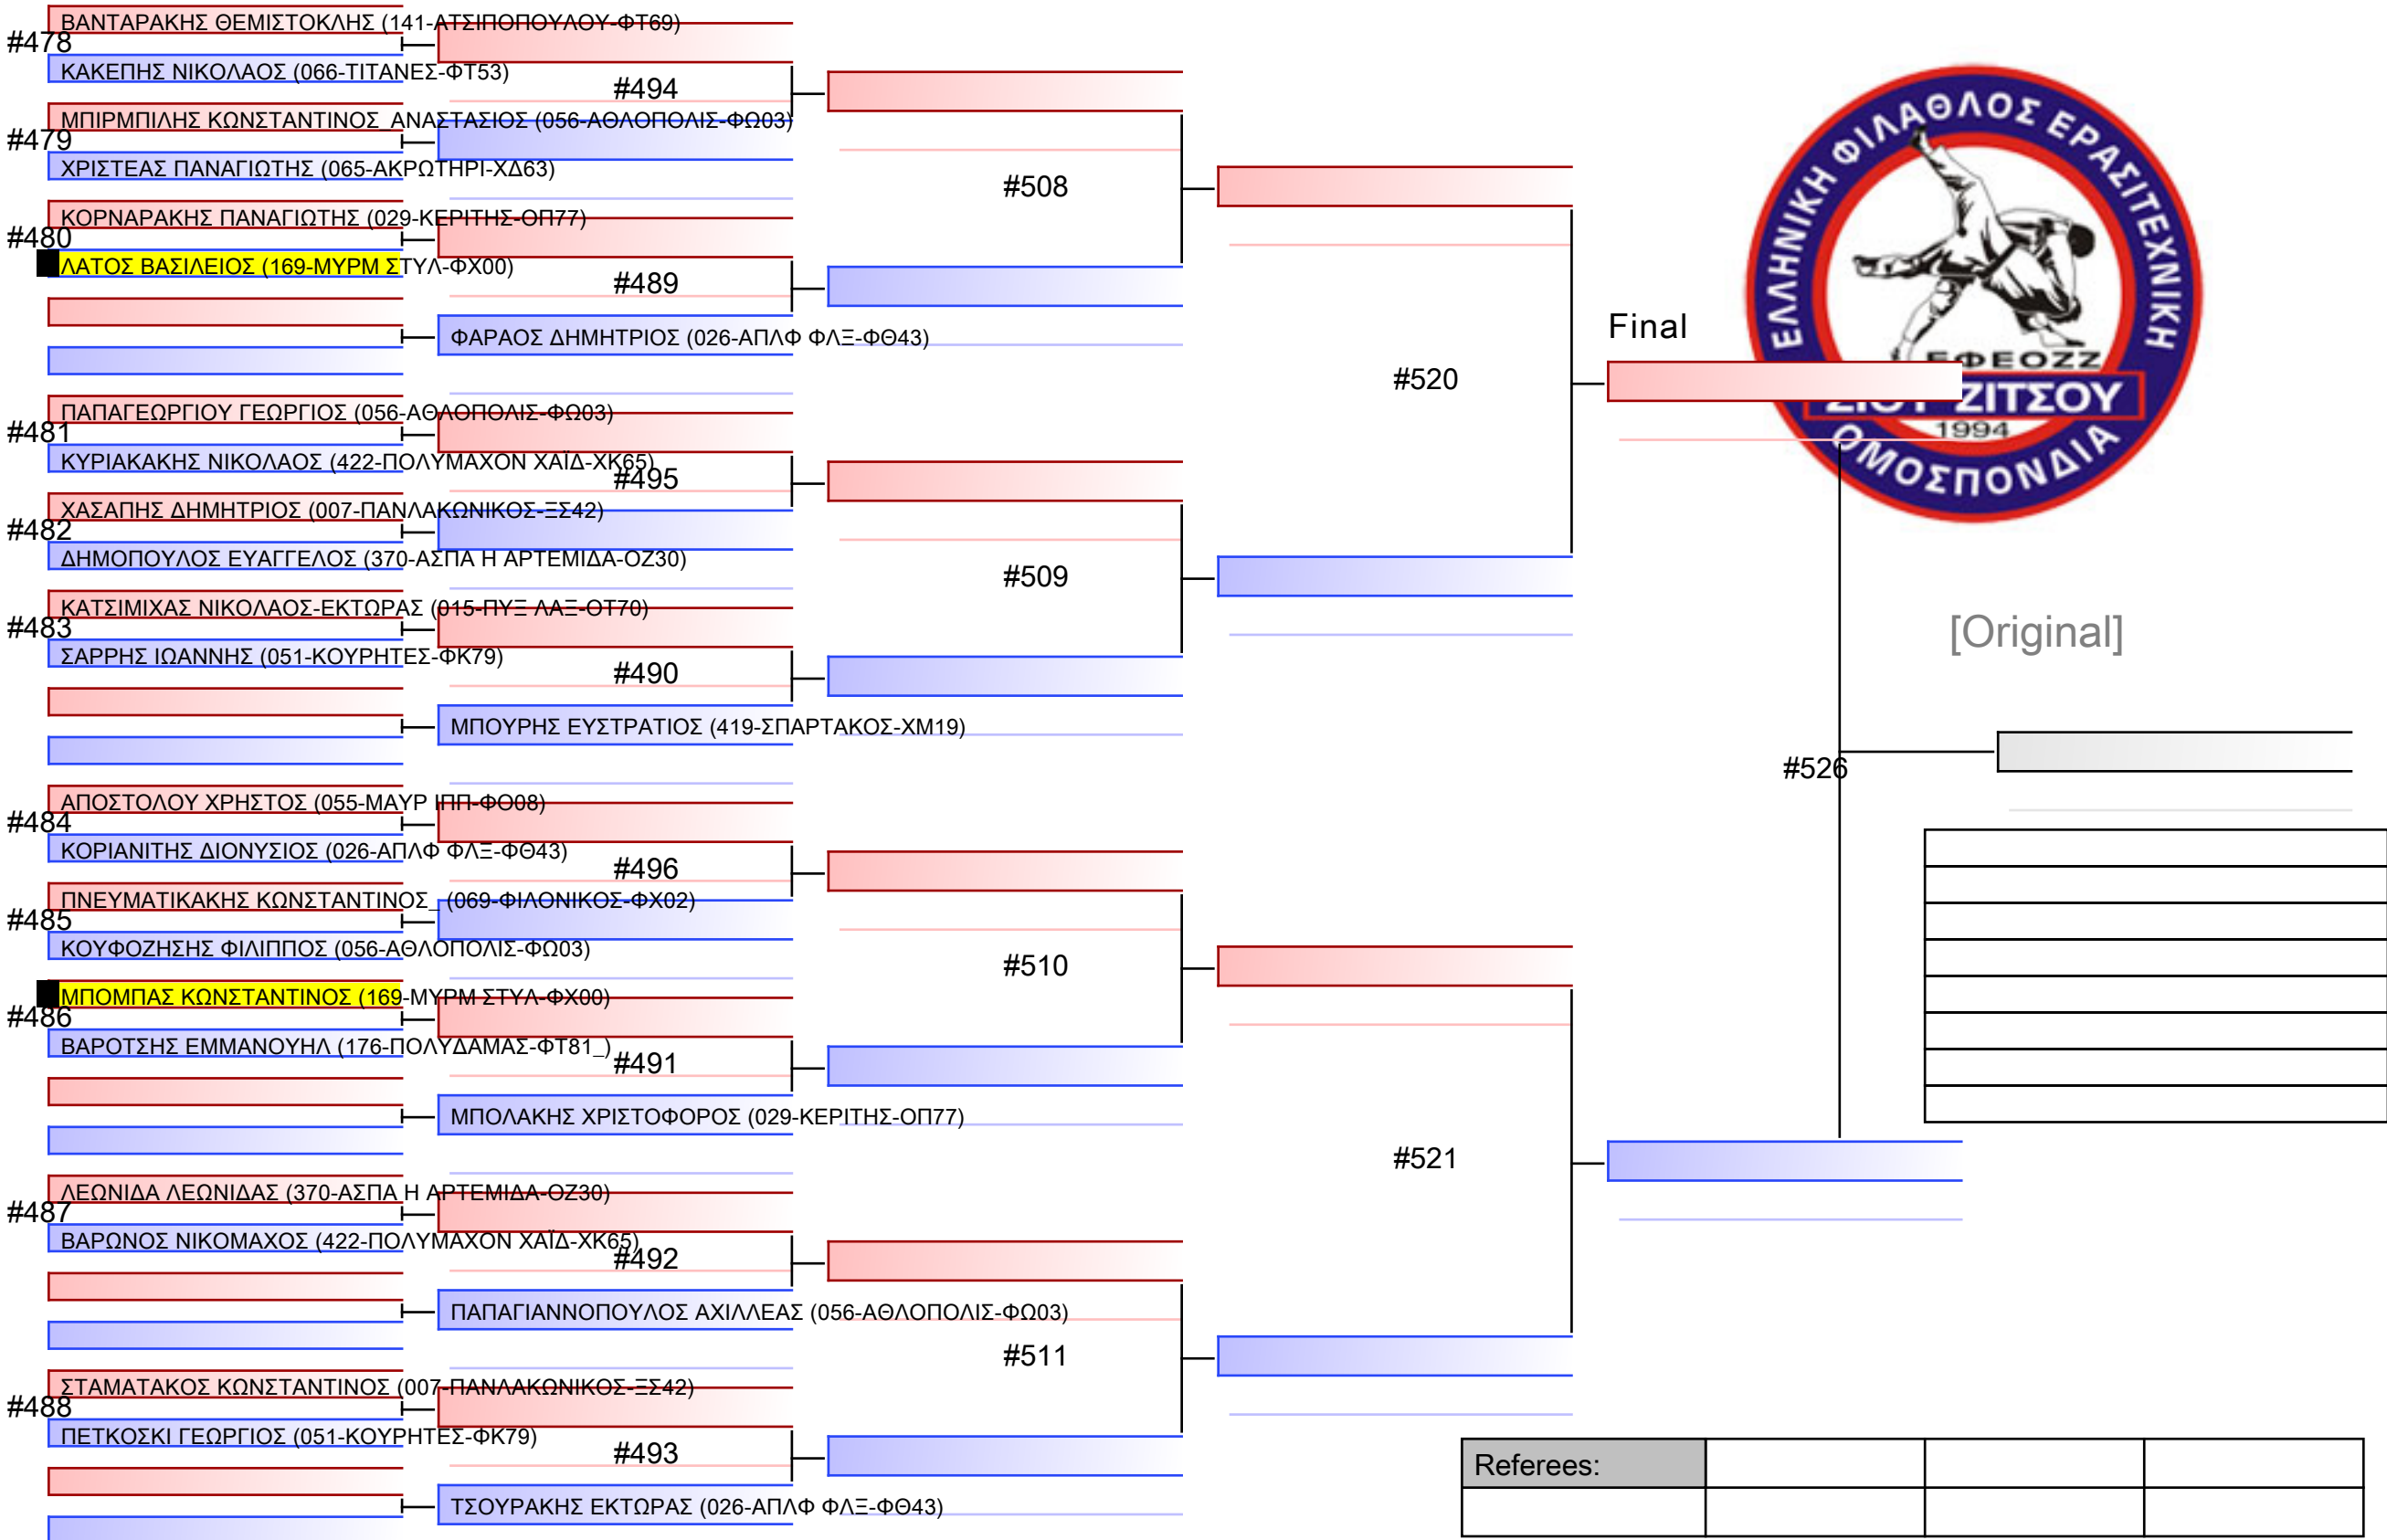 ΒΑΝΤΑΡΑΚΗΣ ΘΕΜΙΣΤΟΚΛΗΣ (141-ΑΤΣΙΠΟΠΟΥΛΟΥ-ΦΤ69)
#478
ΚΑΚΕΠΗΣ ΝΙΚΟΛΑΟΣ (066-ΤΙΤΑΝΕΣ-ΦΤ53)
#494
ΜΠΙΡΜΠΙΛΗΣ ΚΩΝΣΤΑΝΤΙΝΟΣ_ΑΝΑΣΤΑΣΙΟΣ (056-ΑΘΛΟΠΟΛΙΣ-ΦΩ03)
#479
ΧΡΙΣΤΕΑΣ ΠΑΝΑΓΙΩΤΗΣ (065-ΑΚΡΩΤΗΡΙ-ΧΔ63)
#508
ΚΟΡΝΑΡΑΚΗΣ ΠΑΝΑΓΙΩΤΗΣ (029-ΚΕΡΙΤΗΣ-ΟΠ77)
#480
ΛΑΤΟΣ ΒΑΣΙΛΕΙΟΣ (169-ΜΥΡΜ ΣΤΥΛ-ΦΧ00)
#489
ΦΑΡΑΟΣ ΔΗΜΗΤΡΙΟΣ (026-ΑΠΛΦ ΦΛΞ-ΦΘ43)
#520
Final
ΕΛΛΗΝΙΚΗ ΦΙΛΑΘΛΟΣ ΕΡΑΣΙΤΕΧΝΙΚΗ
ΕΦΕΟΖΖ
ΖΙΟΥ ΖΙΤΣΟΥ
1994
ΟΜΟΣΠΟΝΔΙΑ
ΠΑΠΑΓΕΩΡΓΙΟΥ ΓΕΩΡΓΙΟΣ (056-ΑΘΛΟΠΟΛΙΣ-ΦΩ03)
#481
ΚΥΡΙΑΚΑΚΗΣ ΝΙΚΟΛΑΟΣ (422-ΠΟΛΥΜΑΧΟΝ ΧΑΪΔ-ΧΚ65)
#495
ΧΑΣΑΠΗΣ ΔΗΜΗΤΡΙΟΣ (007-ΠΑΝΛΑΚΩΝΙΚΟΣ-ΞΣ42)
#482
ΔΗΜΟΠΟΥΛΟΣ ΕΥΑΓΓΕΛΟΣ (370-ΑΣΠΑ Η ΑΡΤΕΜΙΔΑ-ΟΖ30)
#509
ΚΑΤΣΙΜΙΧΑΣ ΝΙΚΟΛΑΟΣ-ΕΚΤΩΡΑΣ (015-ΠΥΞ ΛΑΞ-ΟΤ70)
#483
[Original]
ΣΑΡΡΗΣ ΙΩΑΝΝΗΣ (051-ΚΟΥΡΗΤΕΣ-ΦΚ79)
#490
ΜΠΟΥΡΗΣ ΕΥΣΤΡΑΤΙΟΣ (419-ΣΠΑΡΤΑΚΟΣ-ΧΜ19)
#526
ΑΠΟΣΤΟΛΟΥ ΧΡΗΣΤΟΣ (055-ΜΑΥΡ ΙΠΠ-ΦΟ08)
#484
ΚΟΡΙΑΝΙΤΗΣ ΔΙΟΝΥΣΙΟΣ (026-ΑΠΛΦ ΦΛΞ-ΦΘ43)
#496
ΠΝΕΥΜΑΤΙΚΑΚΗΣ ΚΩΝΣΤΑΝΤΙΝΟΣ_ (069-ΦΙΛΟΝΙΚΟΣ-ΦΧ02)
#485
ΚΟΥΦΟΖΗΣΗΣ ΦΙΛΙΠΠΟΣ (056-ΑΘΛΟΠΟΛΙΣ-ΦΩ03)
#510
ΜΠΟΜΠΑΣ ΚΩΝΣΤΑΝΤΙΝΟΣ (169-ΜΥΡΜ ΣΤΥΛ-ΦΧ00)
#486
ΒΑΡΟΤΣΗΣ ΕΜΜΑΝΟΥΗΛ (176-ΠΟΛΥΔΑΜΑΣ-ΦΤ81_)
#491
ΜΠΟΛΑΚΗΣ ΧΡΙΣΤΟΦΟΡΟΣ (029-ΚΕΡΙΤΗΣ-ΟΠ77)
#521
ΛΕΩΝΙΔΑ ΛΕΩΝΙΔΑΣ (370-ΑΣΠΑ Η ΑΡΤΕΜΙΔΑ-ΟΖ30)
#487
ΒΑΡΩΝΟΣ ΝΙΚΟΜΑΧΟΣ (422-ΠΟΛΥΜΑΧΟΝ ΧΑΪΔ-ΧΚ65)
#492
ΠΑΠΑΓΙΑΝΝΟΠΟΥΛΟΣ ΑΧΙΛΛΕΑΣ (056-ΑΘΛΟΠΟΛΙΣ-ΦΩ03)
#511
ΣΤΑΜΑΤΑΚΟΣ ΚΩΝΣΤΑΝΤΙΝΟΣ (007-ΠΑΝΛΑΚΩΝΙΚΟΣ-ΞΣ42)
#488
ΠΕΤΚΟΣΚΙ ΓΕΩΡΓΙΟΣ (051-ΚΟΥΡΗΤΕΣ-ΦΚ79)
#493
Referees:
ΤΣΟΥΡΑΚΗΣ ΕΚΤΩΡΑΣ (026-ΑΠΛΦ ΦΛΞ-ΦΘ43)